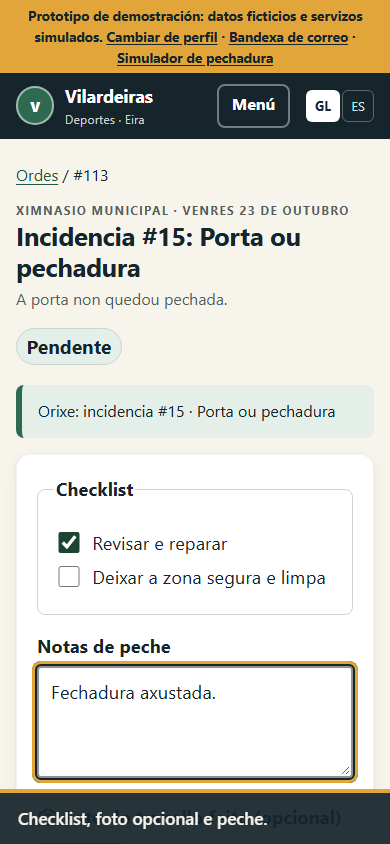 Prototipo de demostración: datos ficticios e servizos
simulados. Cambiar de perfil · Bandexa de correo ·
Simulador de pechadura
v
Vilardeiras
Deportes · Eira
Menú
GL
ES
Ordes / #113
XIMNASIO MUNICIPAL · VENRES 23 DE OUTUBRO
Incidencia #15: Porta ou
pechadura
A porta non quedou pechada.
Pendente
Orixe: incidencia #15 · Porta ou pechadura
Checklist
Revisar e reparar
Deixar a zona segura e limpa
Notas de peche
Fechadura axustada.
Checklist, foto opcional e peche.